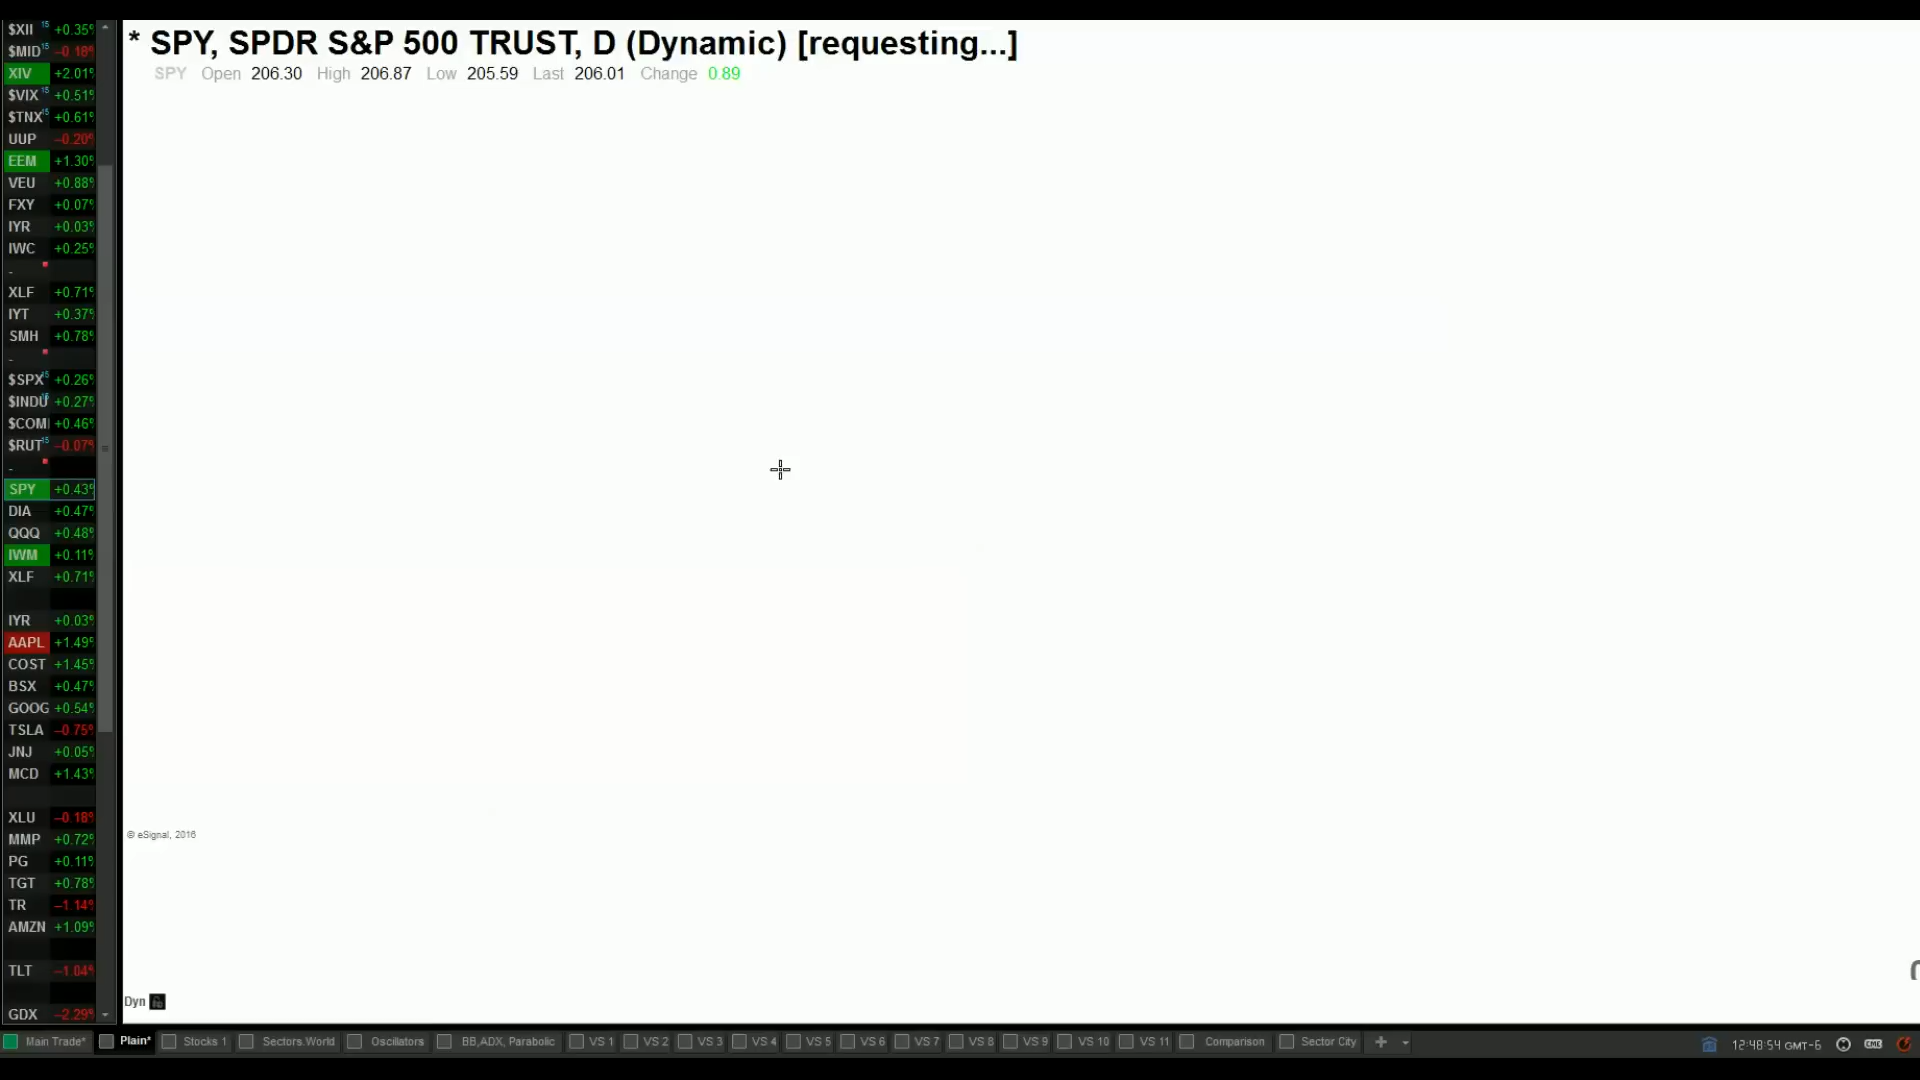 * SPY, SPDR S&P 500 TRUST, D (Dynamic) [requesting...]
SPY Open 206.30 High 206.87 Low 205.59 Last 206.01 Change 0.89
$XII 15 +0.35%
$MID 15 -0.18%
XIV +2.01%
$VIX 15 +0.51%
$TNX 15 +0.61%
UUP -0.20%
EEM +1.30%
VEU +0.88%
FXY +0.07%
IYR +0.03%
IWC +0.25%
-
XLF +0.71%
IYT +0.37%
SMH +0.78%
-
$SPX 15 +0.26%
$INDU 15 +0.27%
$COM +0.46%
$RUT 15 -0.07%
-
SPY +0.43%
DIA +0.47%
QQQ +0.48%
IWM +0.11%
XLF +0.71%
IYR +0.03%
AAPL +1.49%
COST +1.45%
BSX +0.47%
GOOG +0.54%
TSLA -0.75%
JNJ +0.05%
MCD +1.43%
XLU -0.18%
MMP +0.72%
PG +0.11%
TGT +0.78%
TR -1.14%
AMZN +1.09%
TLT -1.04%
GDX -2.29%
© eSignal, 2016
Dyn
Main Trade* Plain* Stocks 1 Sectors.World Oscillators BB,ADX, Parabolic VS 1 VS 2 VS 3 VS 4 VS 5 VS 6 VS 7 VS 8 VS 9 VS 10 VS 11 Comparison Sector City + 12:48:54 GMT-6